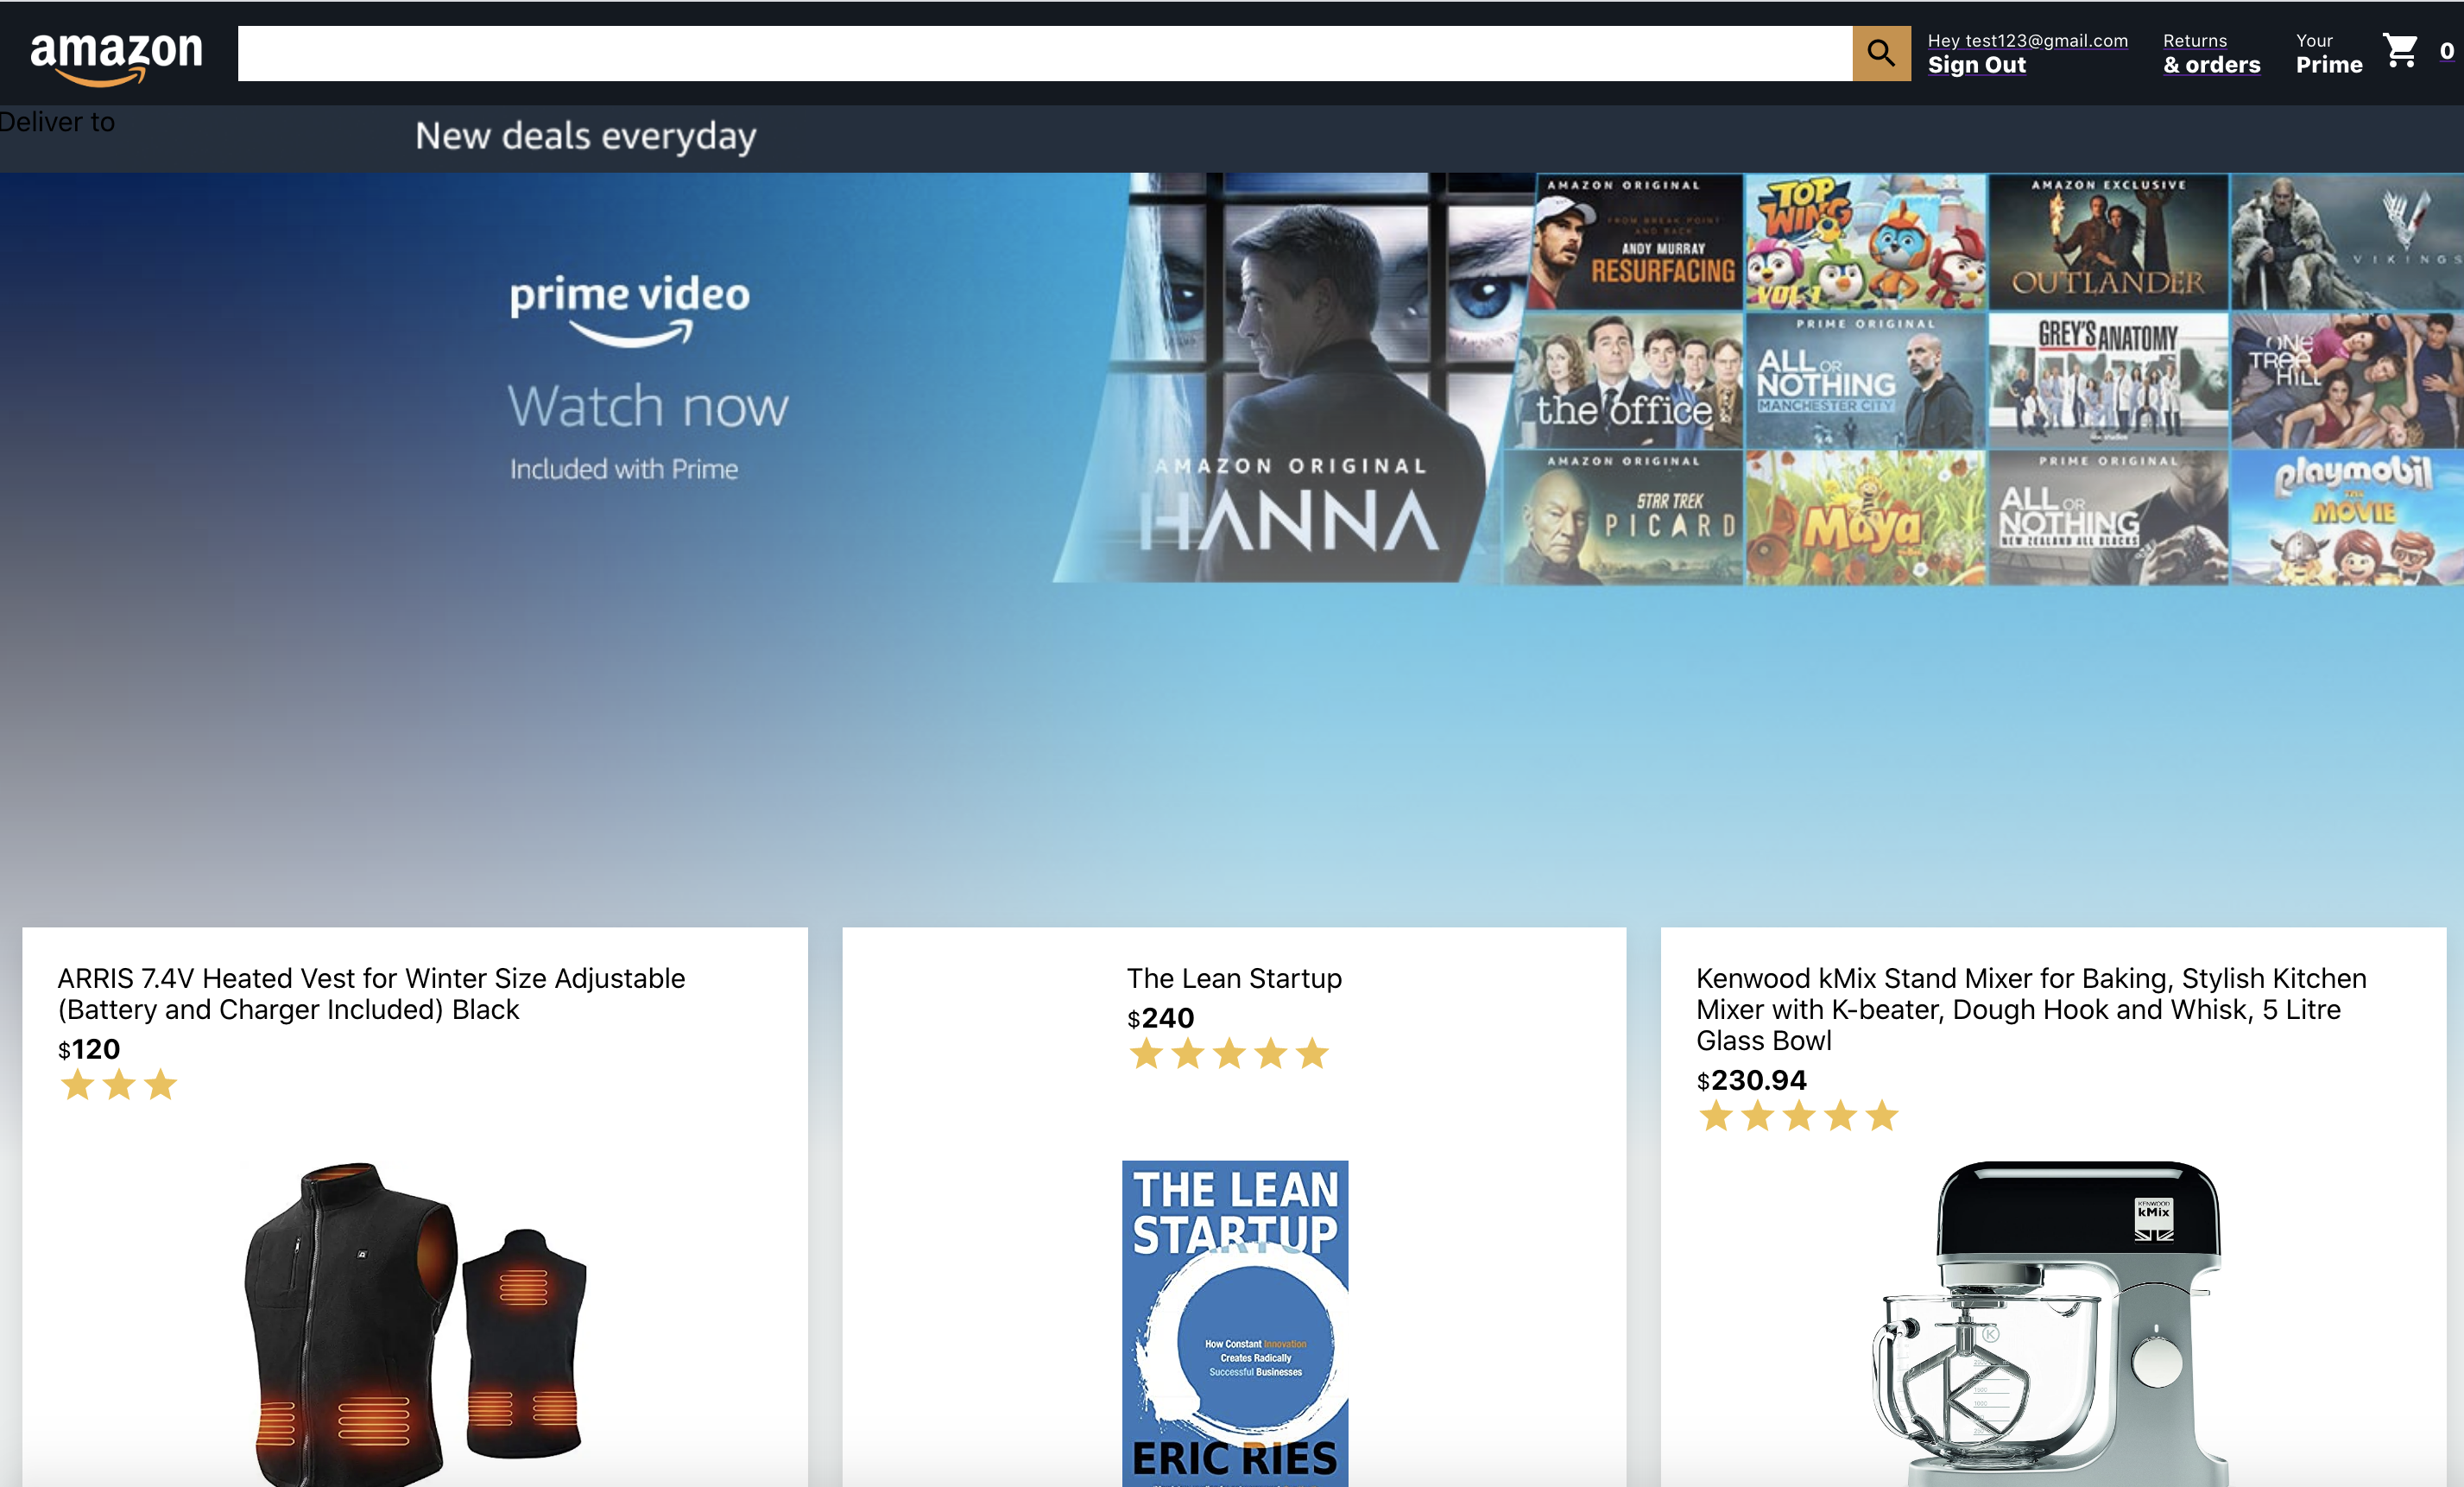 amazon
Hey test123@gmail.com
Sign Out
Returns
& orders
Your
Prime
0
Deliver to
New deals everyday
prime video
Watch now
Included with Prime
AMAZON ORIGINAL
HANNA
AMAZON ORIGINAL
FROM BREAK POINT
AND BACK
ANDY MURRAY
RESURFACING
TOP
WING
VOL 1
AMAZON EXCLUSIVE
OUTLANDER
VIKINGS
the office
PRIME ORIGINAL
ALL OR
NOTHING
MANCHESTER CITY
GREY'S ANATOMY
ONE
TREE
HILL
AMAZON ORIGINAL
STAR TREK
PICARD
Maya
PRIME ORIGINAL
ALL OR
NOTHING
NEW ZEALAND ALL BLACKS
playmobil
THE
MOVIE
ARRIS 7.4V Heated Vest for Winter Size Adjustable
(Battery and Charger Included) Black
$120
The Lean Startup
$240
THE LEAN
STARTUP
How Constant Innovation
Creates Radically
Successful Businesses
ERIC RIES
Kenwood kMix Stand Mixer for Baking, Stylish Kitchen
Mixer with K-beater, Dough Hook and Whisk, 5 Litre
Glass Bowl
$230.94
KENWOOD
kMix
K